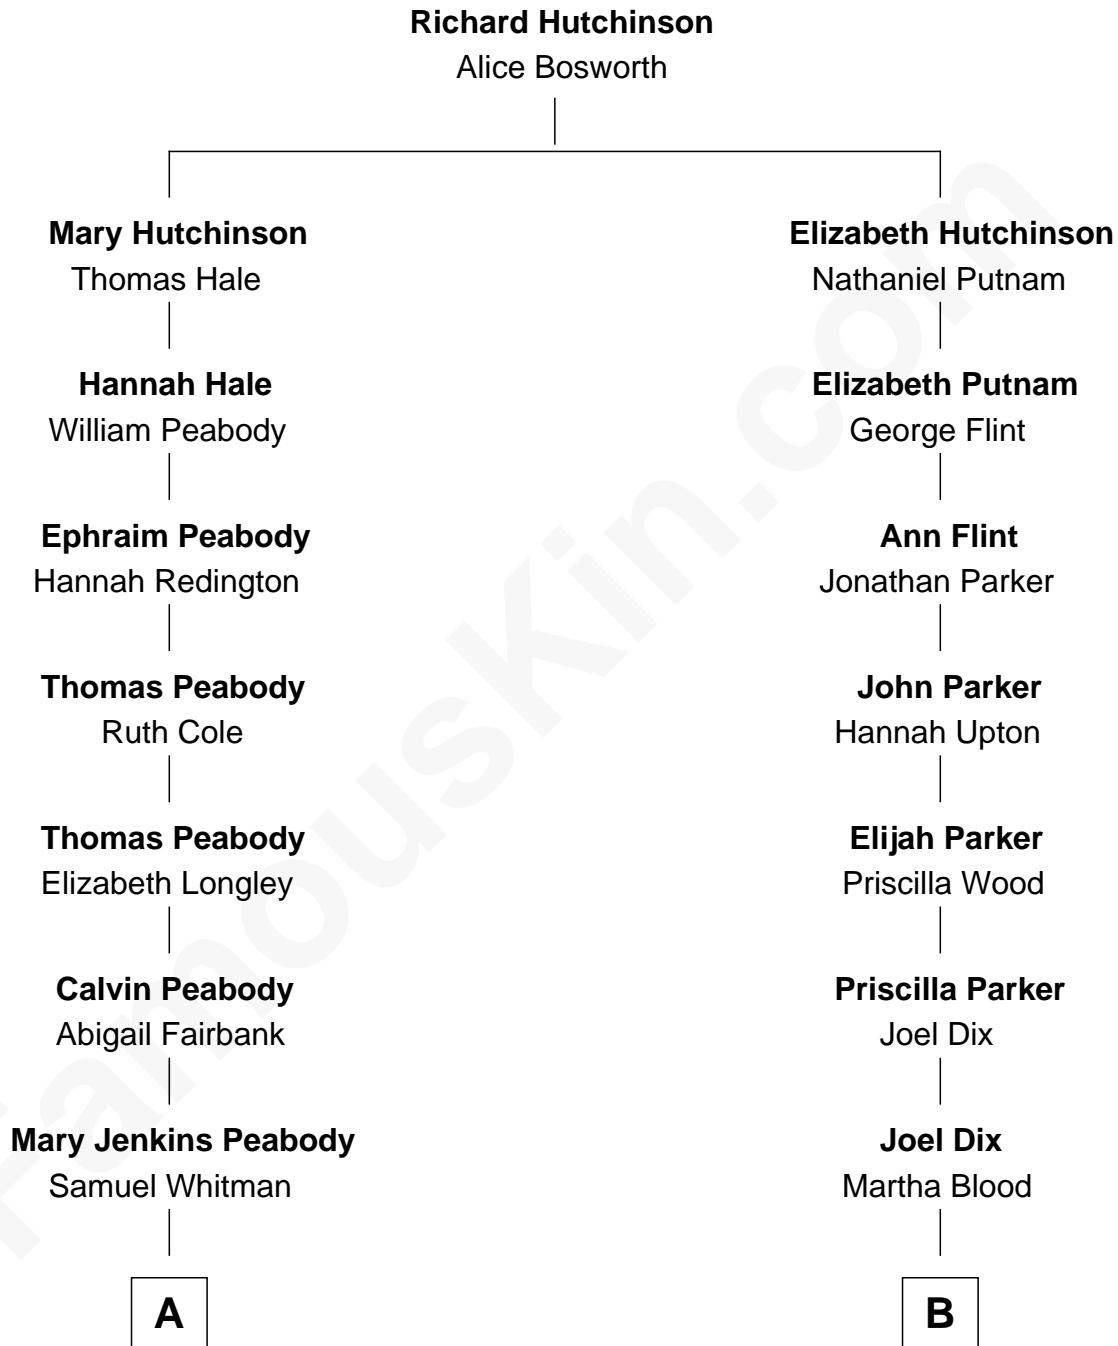 Richard Hutchinson
Alice Bosworth
Mary Hutchinson
Thomas Hale
Elizabeth Hutchinson
Nathaniel Putnam
Hannah Hale
William Peabody
Elizabeth Putnam
George Flint
Ephraim Peabody
Hannah Redington
Ann Flint
Jonathan Parker
Thomas Peabody
Ruth Cole
John Parker
Hannah Upton
Thomas Peabody
Elizabeth Longley
Elijah Parker
Priscilla Wood
Calvin Peabody
Abigail Fairbank
Priscilla Parker
Joel Dix
Mary Jenkins Peabody
Samuel Whitman
Joel Dix
Martha Blood
A
B
FamousKin.com